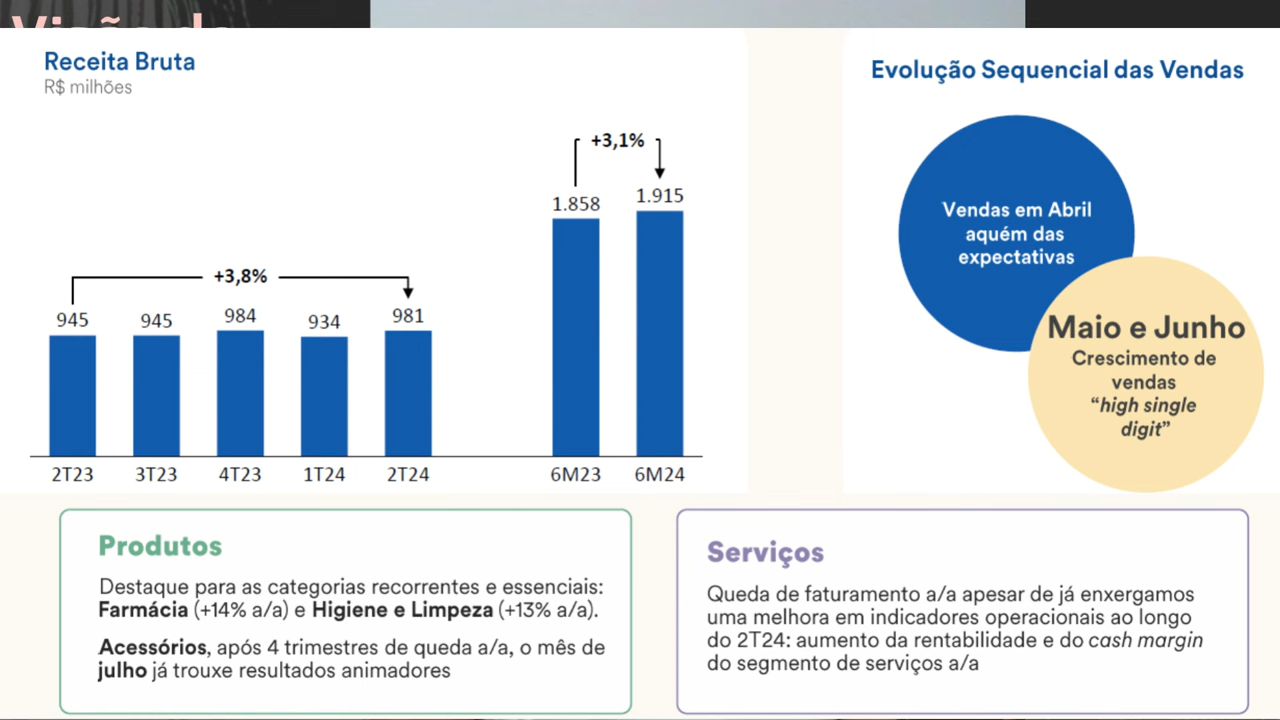 Visão de
Receita Bruta
R$ milhões
+3,8%
945
945
984
934
981
+3,1%
1.858
1.915
2T23
3T23
4T23
1T24
2T24
6M23
6M24
Evolução Sequencial das Vendas
Vendas em Abril
aquém das
expectativas
Maio e Junho
Crescimento de
vendas
“high single
digit”
Produtos
Destaque para as categorias recorrentes e essenciais:
Farmácia (+14% a/a) e Higiene e Limpeza (+13% a/a).
Acessórios, após 4 trimestres de queda a/a, o mês de
julho já trouxe resultados animadores
Serviços
Queda de faturamento a/a apesar de já enxergamos
uma melhora em indicadores operacionais ao longo
do 2T24: aumento da rentabilidade e do cash margin
do segmento de serviços a/a